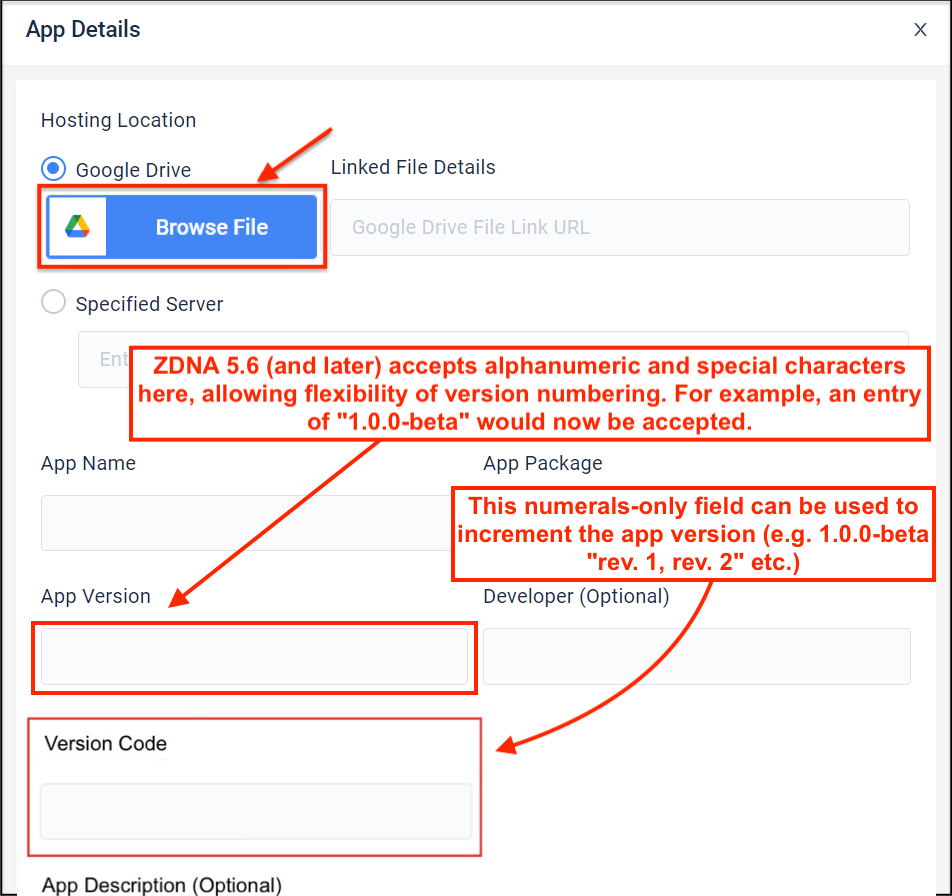 App Details
X
Hosting Location
Google Drive
Linked File Details
Browse File
Google Drive File Link URL
Specified Server
Ent
ZDNA 5.6 (and later) accepts alphanumeric and special characters
here, allowing flexibility of version numbering. For example, an entry
of "1.0.0-beta" would now be accepted.
App Name
App Package
This numerals-only field can be used to
increment the app version (e.g. 1.0.0-beta
"rev. 1, rev. 2" etc.)
App Version
Developer (Optional)
Version Code
App Description (Optional)